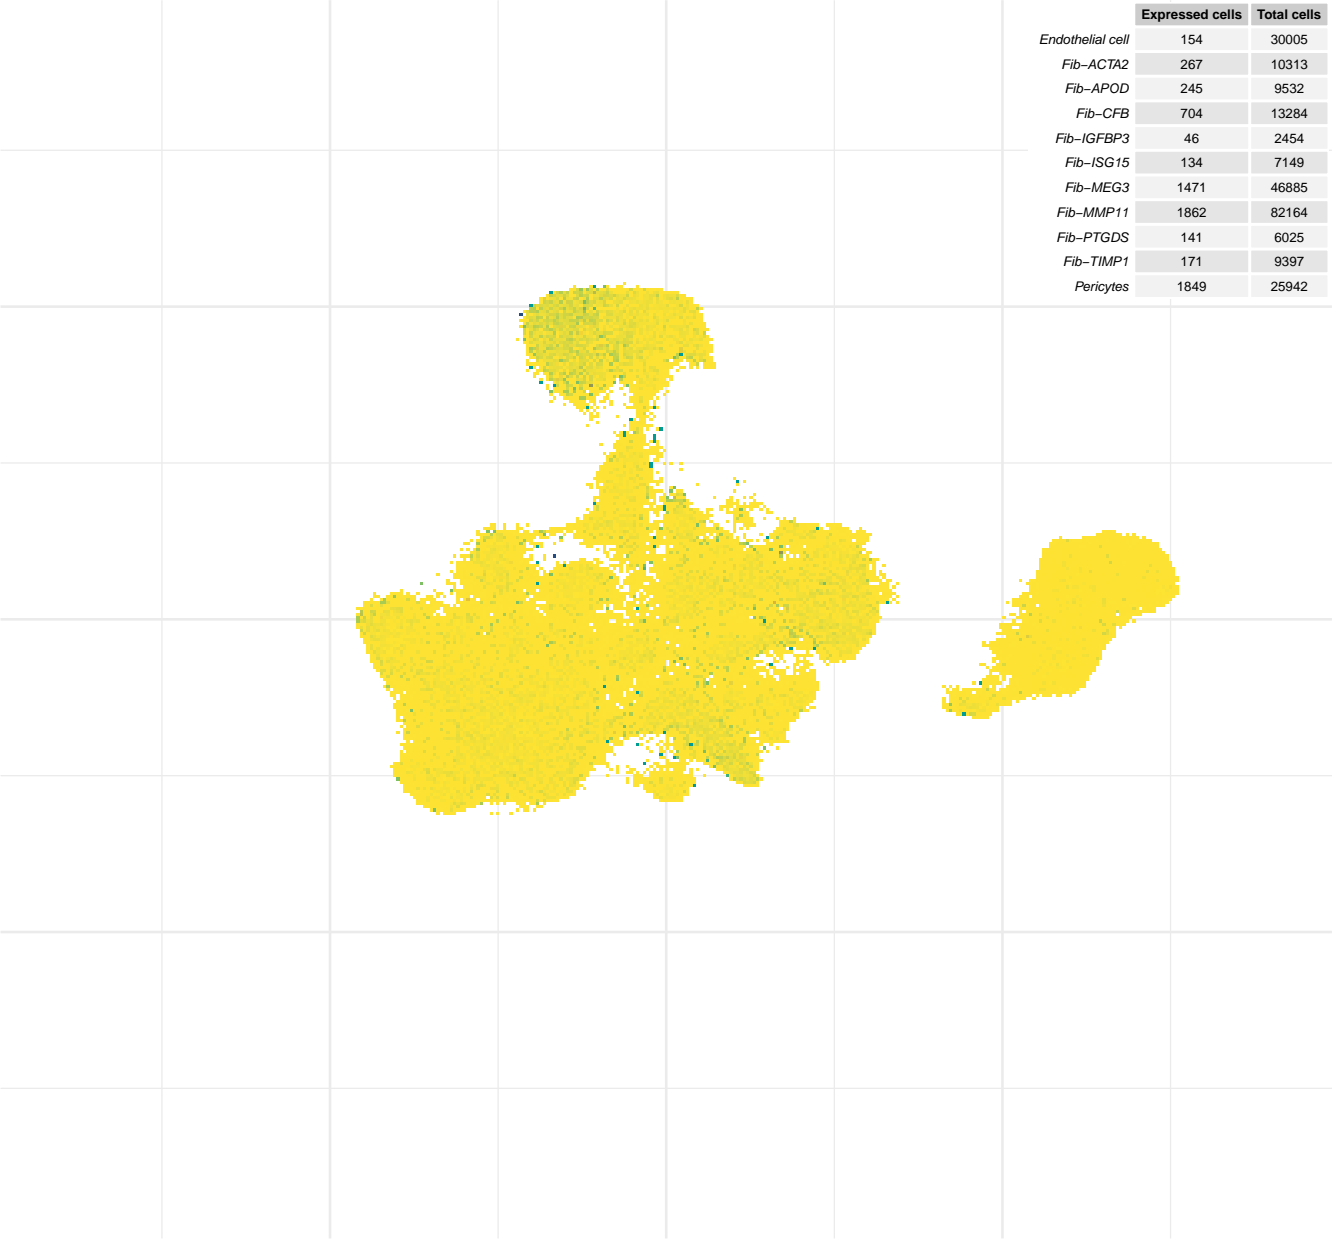 Expressed cells Total cells
Endothelial cell 154 30005
Fib−ACTA2 267 10313
Fib−APOD 245 9532
Fib−CFB 704 13284
Fib−IGFBP3 46 2454
Fib−ISG15 134 7149
Fib−MEG3 1471 46885
Fib−MMP11 1862 82164
Fib−PTGDS 141 6025
Fib−TIMP1 171 9397
Pericytes 1849 25942